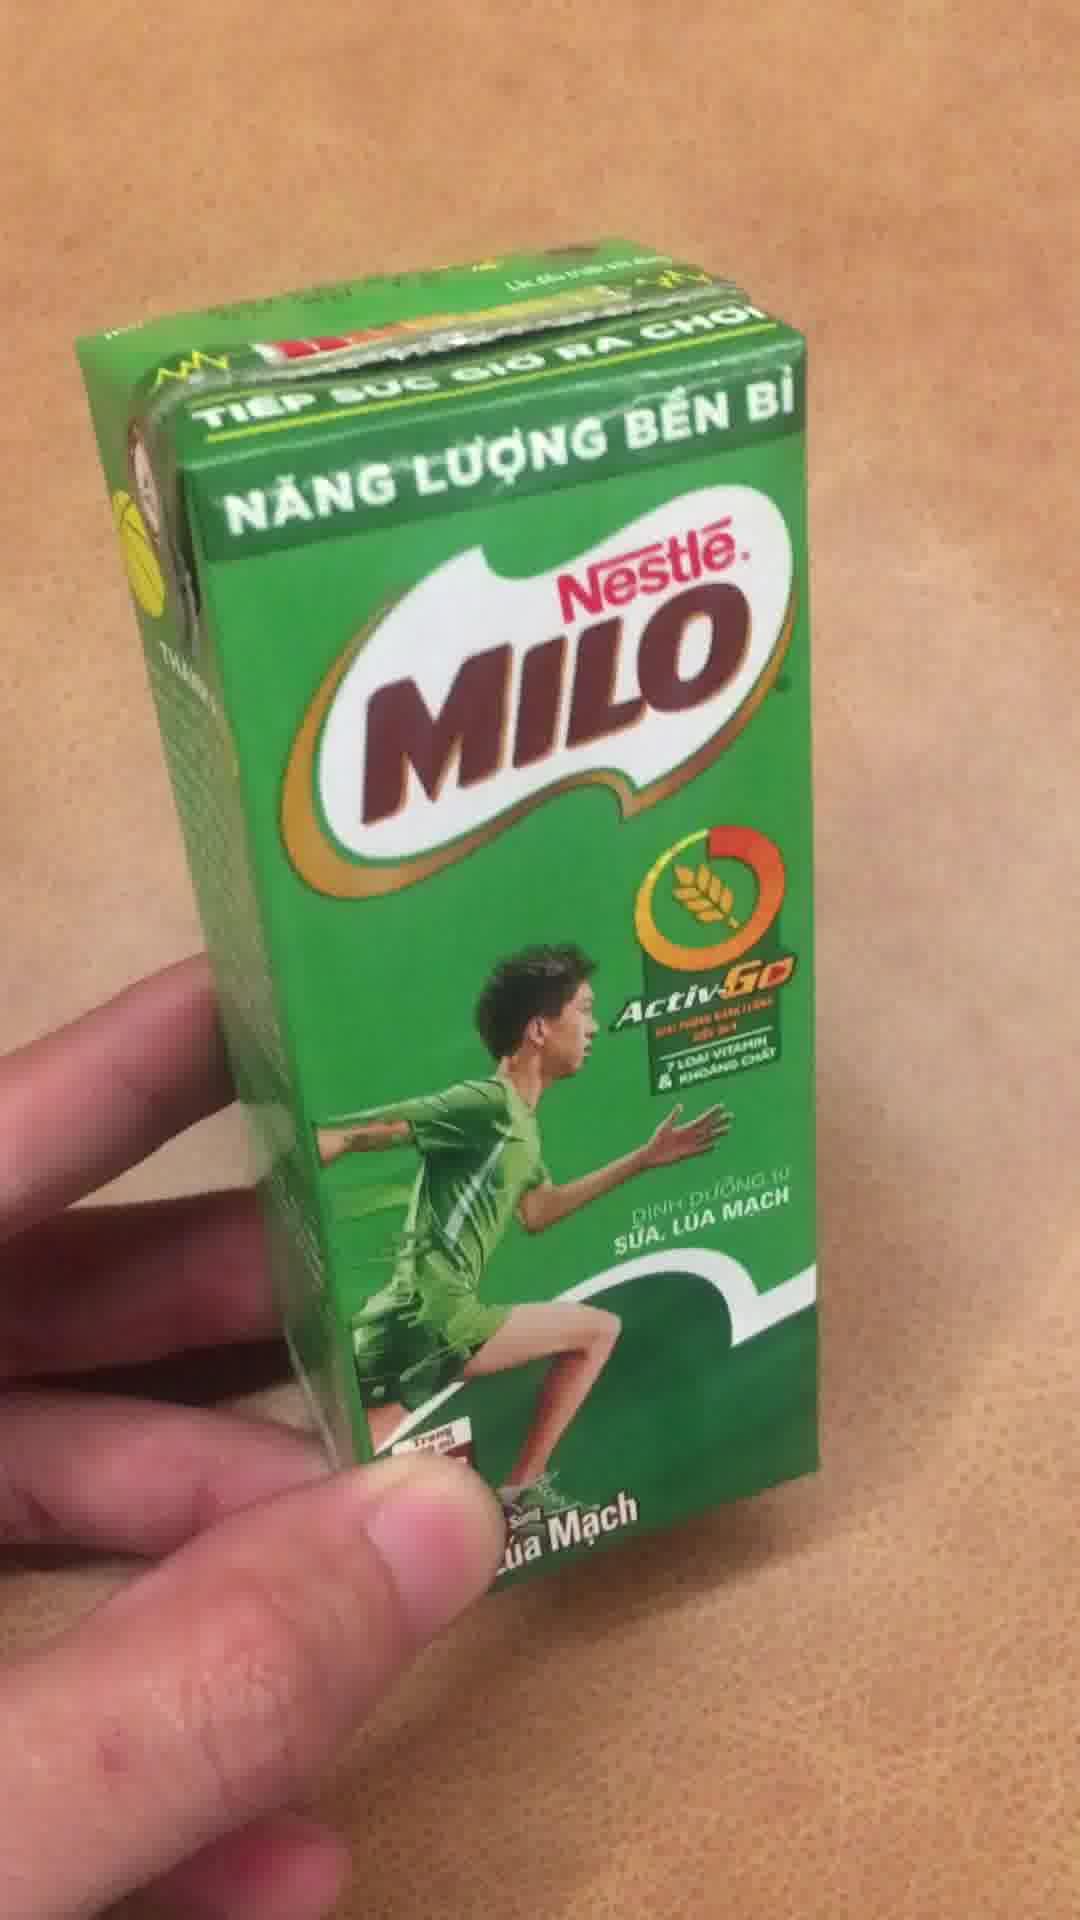 TIẾP SỨC GIỜ RA CHƠI
NĂNG LƯỢNG BỀN BỈ
Nestlé.
MILO
Activ-Go
7 LOẠI VITAMIN
& KHOÁNG CHẤT
DINH DƯỠNG TỪ
SỮA, LÚA MẠCH
Lúa Mạch